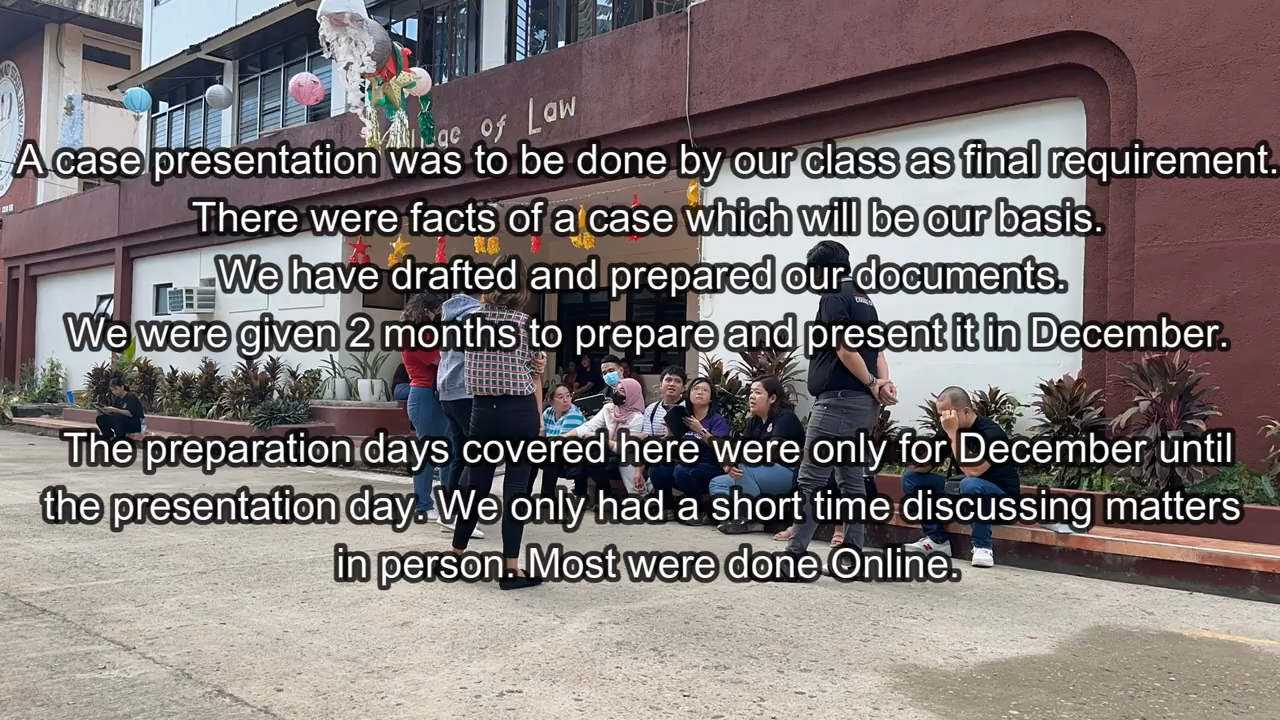 of Law
A case presentation was to be done by our class as final requirement.
There were facts of a case which will be our basis.
We have drafted and prepared our documents.
We were given 2 months to prepare and present it in December.
The preparation days covered here were only for December until
the presentation day. We only had a short time discussing matters
in person. Most were done Online.